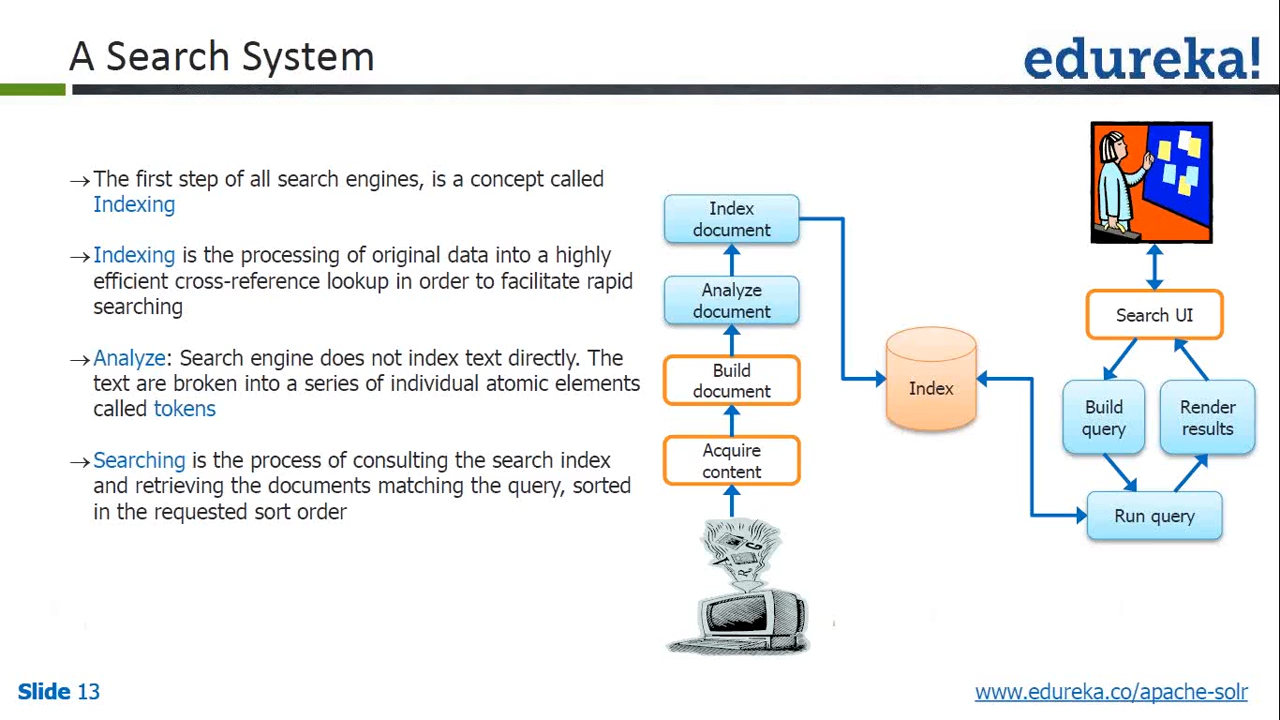 A Search System
edureka!
→The first step of all search engines, is a concept called
Indexing
→Indexing is the processing of original data into a highly
efficient cross-reference lookup in order to facilitate rapid
searching
→Analyze: Search engine does not index text directly. The
text are broken into a series of individual atomic elements
called tokens
→Searching is the process of consulting the search index
and retrieving the documents matching the query, sorted
in the requested sort order
Index
document
Analyze
document
Build
document
Acquire
content
Index
Search UI
Build
query
Render
results
Run query
Slide 13
www.edureka.co/apache-solr